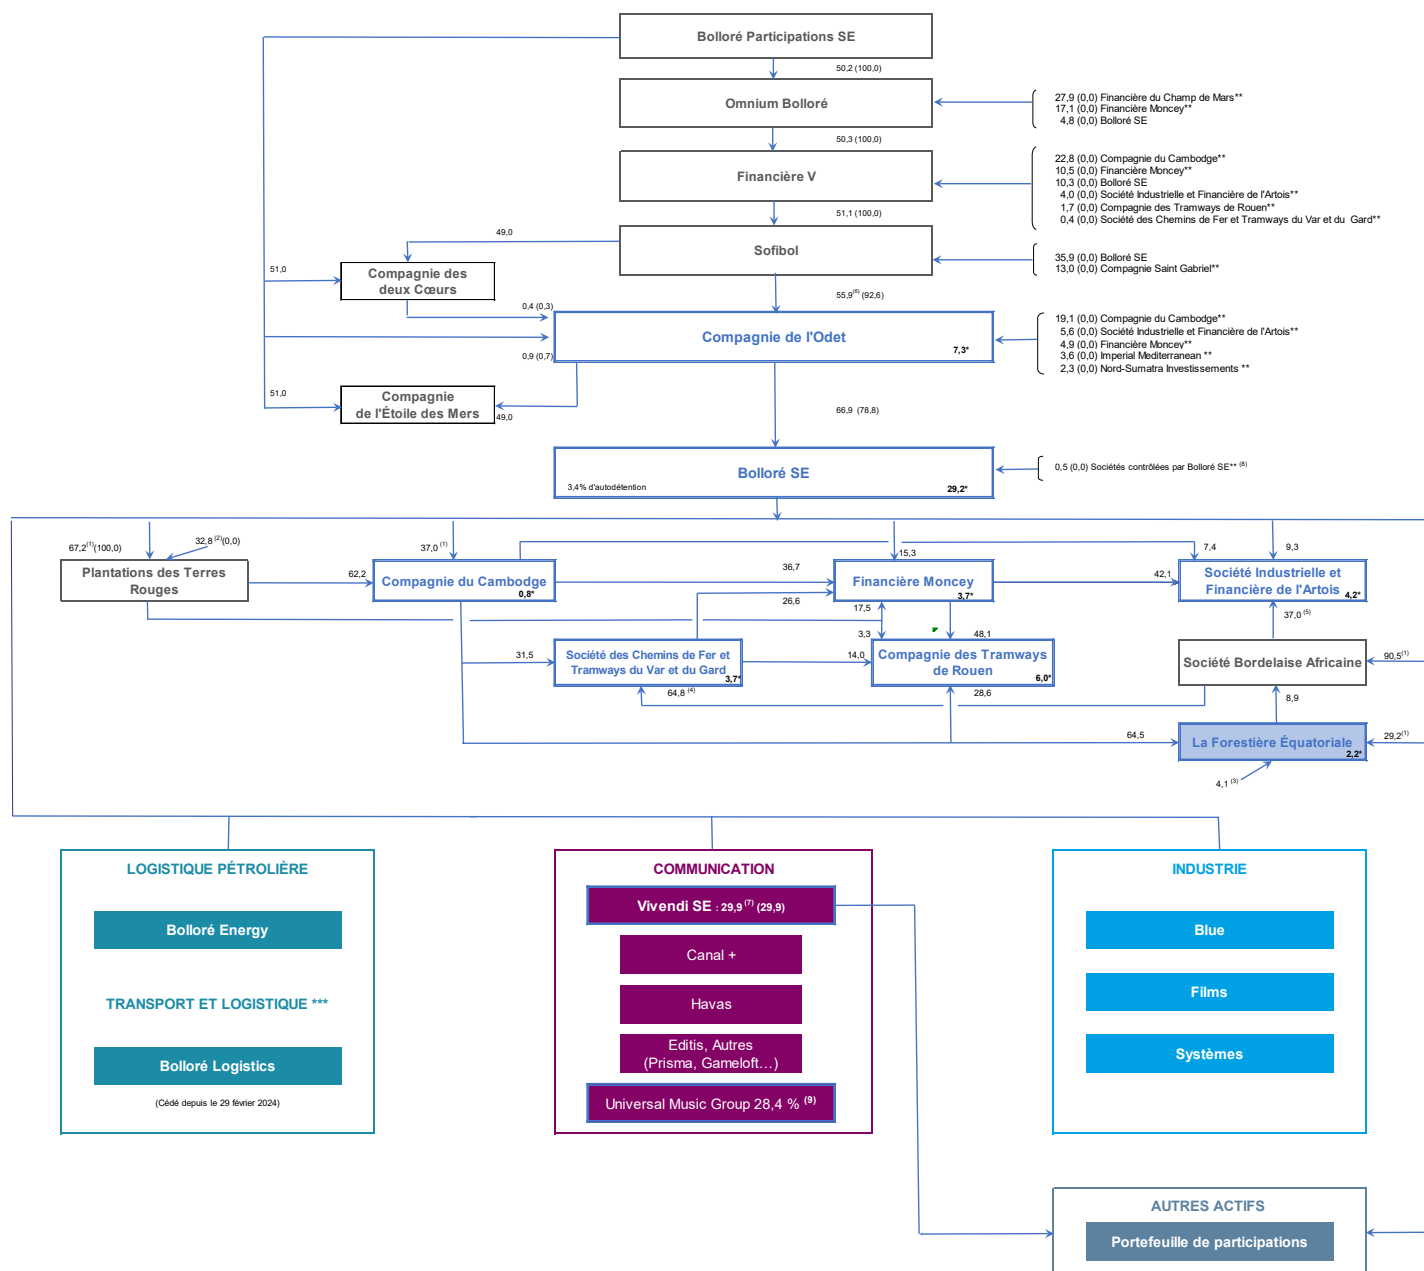 Bolloré Participations SE
50,2 (100,0)
Omnium Bolloré
27,9 (0,0) Financière du Champ de Mars**
17,1 (0,0) Financière Moncey**
4,8 (0,0) Bolloré SE
50,3 (100,0)
Financière V
22,8 (0,0) Compagnie du Cambodge**
10,5 (0,0) Financière Moncey**
10,3 (0,0) Bolloré SE
4,0 (0,0) Société Industrielle et Financière de l'Artois**
1,7 (0,0) Compagnie des Tramways de Rouen**
0,4 (0,0) Société des Chemins de Fer et Tramways du Var et du Gard**
51,1 (100,0)
49,0
Sofibol
35,9 (0,0) Bolloré SE
13,0 (0,0) Compagnie Saint Gabriel**
51,0
Compagnie des
deux Cœurs
55,9(6) (92,6)
0,4 (0,3)
Compagnie de l'Odet
7,3*
19,1 (0,0) Compagnie du Cambodge**
5,6 (0,0) Société Industrielle et Financière de l'Artois**
4,9 (0,0) Financière Moncey**
3,6 (0,0) Imperial Mediterranean **
2,3 (0,0) Nord-Sumatra Investissements **
0,9 (0,7)
51,0
Compagnie
de l'Étoile des Mers
49,0
66,9 (78,8)
Bolloré SE
3,4% d'autodétention
29,2*
0,5 (0,0) Sociétés contrôlées par Bolloré SE** (8)
67,2(1)(100,0)
32,8 (2)(0,0)
37,0 (1)
15,3
7,4
9,3
Plantations des Terres
Rouges
62,2
Compagnie du Cambodge
0,8*
36,7
26,6
Financière Moncey
3,7*
42,1
Société Industrielle et
Financière de l'Artois
4,2*
17,5
37,0 (5)
3,3
48,1
31,5
Société des Chemins de Fer et
Tramways du Var et du Gard
3,7*
14,0
Compagnie des Tramways
de Rouen
6,0*
Société Bordelaise Africaine
90,5(1)
64,8 (4)
28,6
8,9
64,5
La Forestière Équatoriale
2,2*
29,2(1)
4,1 (3)
LOGISTIQUE PÉTROLIÈRE
Bolloré Energy
TRANSPORT ET LOGISTIQUE ***
Bolloré Logistics
(Cédé depuis le 29 février 2024)
COMMUNICATION
Vivendi SE : 29,9 (7) (29,9)
Canal +
Havas
Editis, Autres
(Prisma, Gameloft…)
Universal Music Group 28,4 % (9)
INDUSTRIE
Blue
Films
Systèmes
AUTRES ACTIFS
Portefeuille de participations